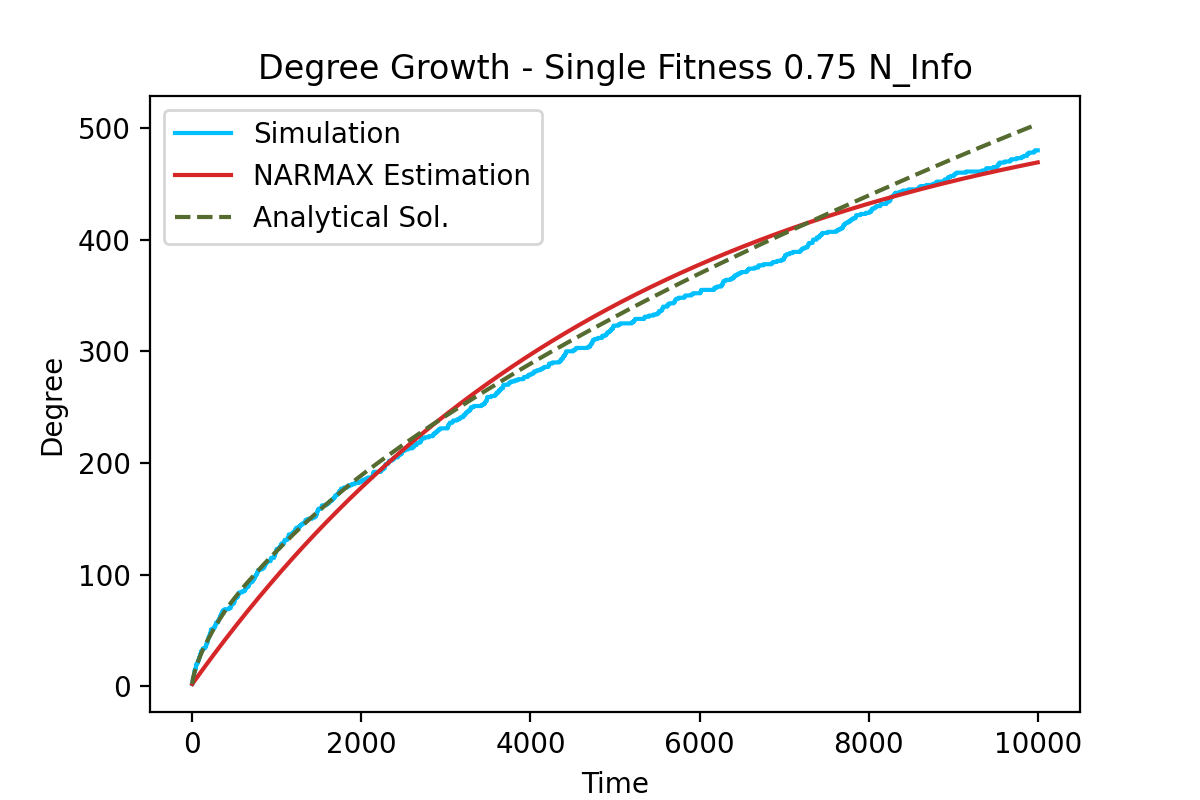 Degree Growth - Single Fitness 0.75 N_Info
Simulation
NARMAX Estimation
Analytical Sol.
500
400
300
200
100
0
Degree
0 2000 4000 6000 8000 10000
Time